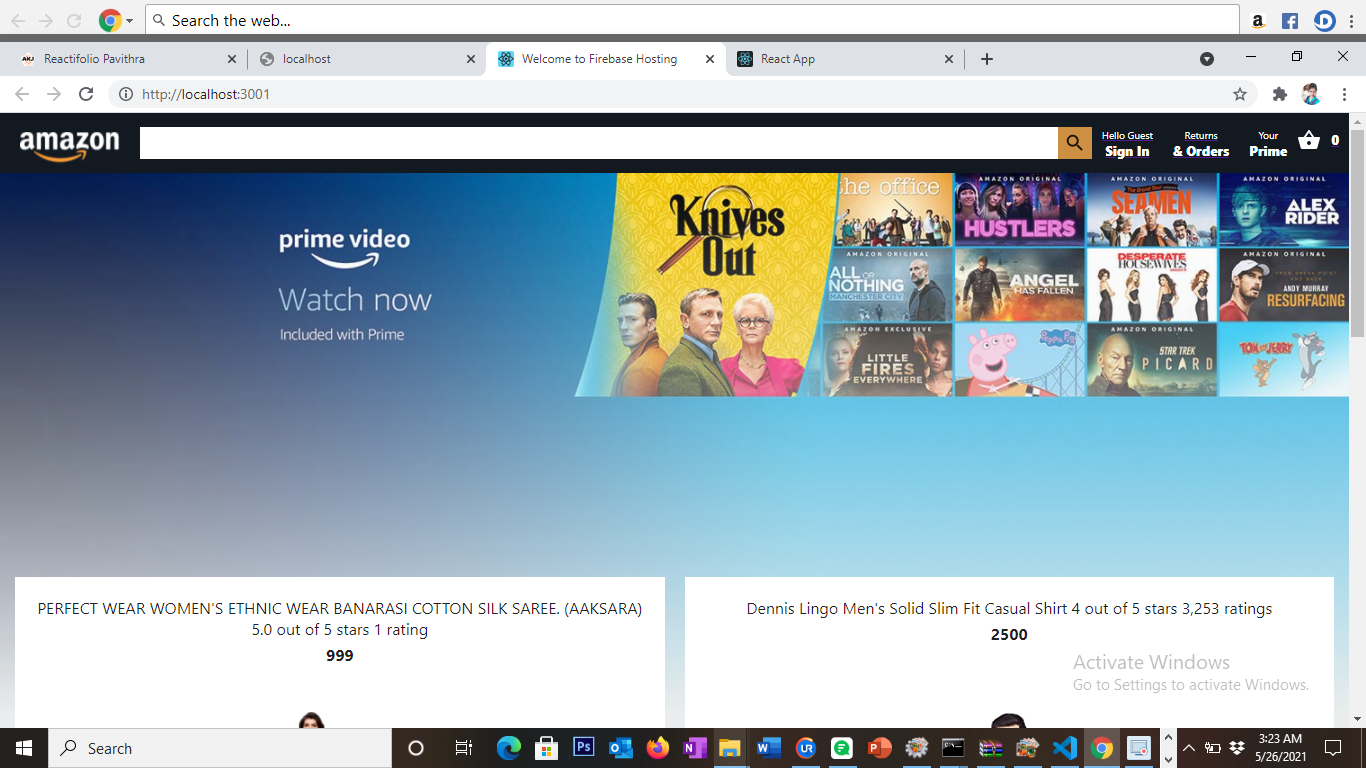 Search the web...
Reactifolio Pavithra
localhost
Welcome to Firebase Hosting
React App
http://localhost:3001
amazon
Hello Guest
Sign In
Returns
& Orders
Your
Prime
0
prime video
Watch now
Included with Prime
Knives
Out
the office
AMAZON ORIGINAL
HUSTLERS
AMAZON ORIGINAL
The Grand Tour
SEAMEN
AMAZON ORIGINAL
ALEX
RIDER
AMAZON ORIGINAL
ALL OR
NOTHING
MANCHESTER CITY
ANGEL
HAS FALLEN
DESPERATE
HOUSEWIVES
AMAZON ORIGINAL
ANDY MURRAY
RESURFACING
AMAZON EXCLUSIVE
LITTLE
FIRES
EVERYWHERE
Peppa Pig
AMAZON ORIGINAL
STAR TREK
PICARD
TOM AND JERRY
PERFECT WEAR WOMEN'S ETHNIC WEAR BANARASI COTTON SILK SAREE. (AAKSARA)
5.0 out of 5 stars 1 rating
999
Dennis Lingo Men's Solid Slim Fit Casual Shirt 4 out of 5 stars 3,253 ratings
2500
Activate Windows
Go to Settings to activate Windows.
Search
3:23 AM
5/26/2021